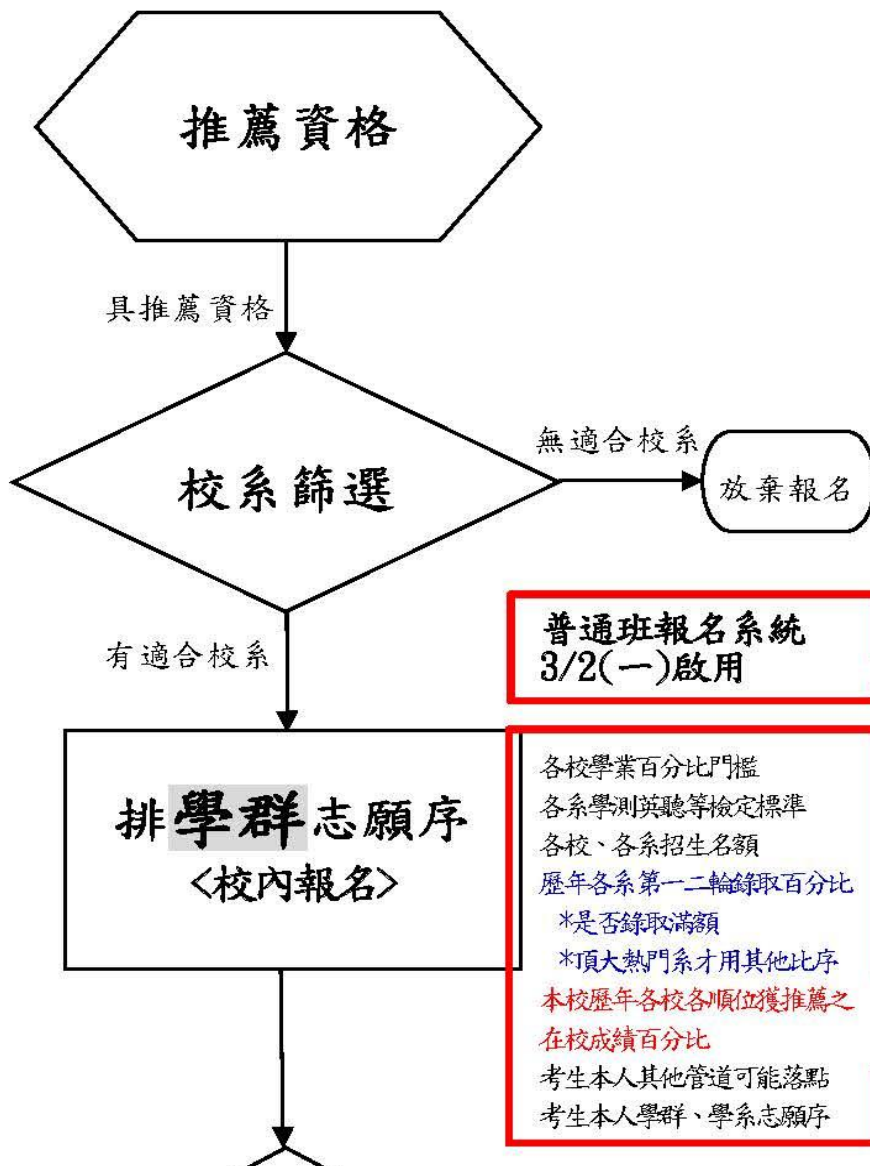 推薦資格
具推薦資格
校系篩選
無適合校系
放棄報名
有適合校系
普通班報名系統
3/2(一)啟用
排學群志願序
<校內報名>
各校學業百分比門檻
各系學測英聽等檢定標準
各校、各系招生名額
歷年各系第一二輪錄取百分比
*是否錄取滿額
*頂大熱門系才用其他比序
本校歷年各校各順位獲推薦之
在校成績百分比
考生本人其他管道可能落點
考生本人學群、學系志願序